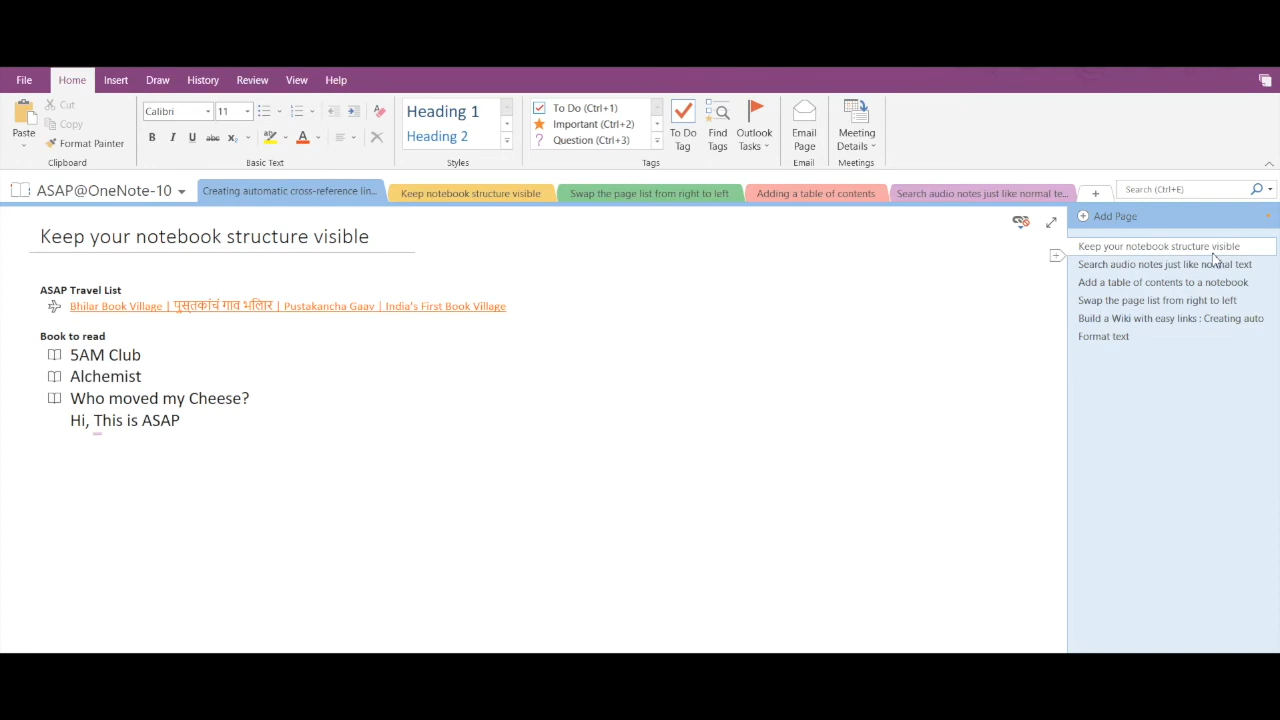 File Home Insert Draw History Review View Help
Paste
Cut
Copy
Format Painter
Clipboard
Calibri 11
B I U abc X₂ A
Basic Text
Heading 1
Heading 2
Styles
To Do (Ctrl+1)
Important (Ctrl+2)
Question (Ctrl+3)
To Do Tag
Find Tags
Outlook Tasks
Tags
Email Page
Email
Meeting Details
Meetings
ASAP@OneNote-10
Creating automatic cross-reference lin...
Keep notebook structure visible
Swap the page list from right to left
Adding a table of contents
Search audio notes just like normal te...
Search (Ctrl+E)
Keep your notebook structure visible
ASAP Travel List
Bhilar Book Village | पुस्तकांचं गाव भिलार | Pustakancha Gaav | India's First Book Village
Book to read
5AM Club
Alchemist
Who moved my Cheese?
Hi, This is ASAP
Add Page
Keep your notebook structure visible
Search audio notes just like normal text
Add a table of contents to a notebook
Swap the page list from right to left
Build a Wiki with easy links : Creating auto
Format text